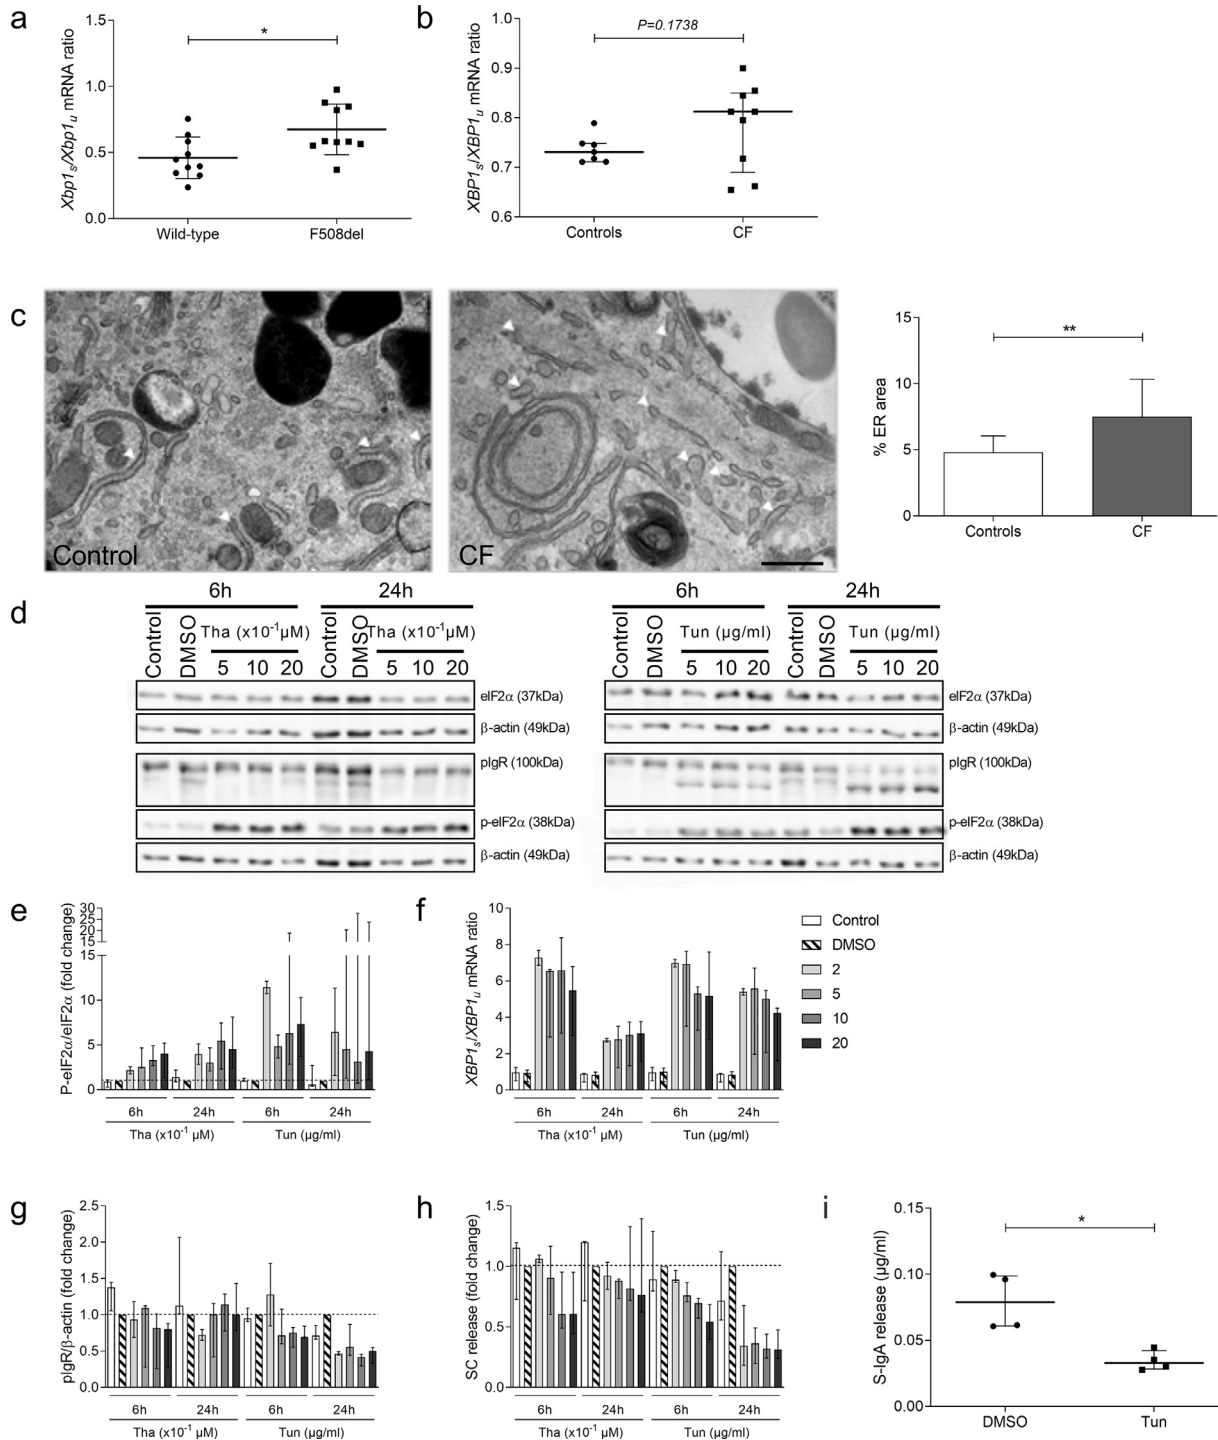 a
Xbp1s/Xbp1u mRNA ratio
1.5
1.0
0.5
0.0
*
Wild-type
F508del
b
XBP1s/XBP1u mRNA ratio
1.0
0.9
0.8
0.7
0.6
P=0.1738
Controls
CF
c
Control
CF
% ER area
15
10
5
0
**
Controls
CF
d
6h
24h
Control
DMSO
Tha (x10-1µM)
5 10 20
Control
DMSO
Tha (x10-1µM)
5 10 20
eIF2α (37kDa)
β-actin (49kDa)
pIgR (100kDa)
p-eIF2α (38kDa)
β-actin (49kDa)
6h
24h
Control
DMSO
Tun (µg/ml)
5 10 20
Control
DMSO
Tun (µg/ml)
5 10 20
eIF2α (37kDa)
β-actin (49kDa)
pIgR (100kDa)
p-eIF2α (38kDa)
β-actin (49kDa)
e
P-eIF2α/eIF2α (fold change)
30
25
20
15
15
10
5
0
6h
24h
6h
24h
Tha (x10-1 µM)
Tun (µg/ml)
f
XBP1s/XBP1u mRNA ratio
10
8
6
4
2
0
6h
24h
6h
24h
Tha (x10-1 µM)
Tun (µg/ml)
Control
DMSO
2
5
10
20
g
pIgR/β-actin (fold change)
2.5
2.0
1.5
1.0
0.5
0.0
6h
24h
6h
24h
Tha (x10-1 µM)
Tun (µg/ml)
h
SC release (fold change)
1.5
1.0
0.5
0.0
6h
24h
6h
24h
Tha (x10-1 µM)
Tun (µg/ml)
i
S-IgA release (µg/ml)
0.15
0.10
0.05
0.00
*
DMSO
Tun